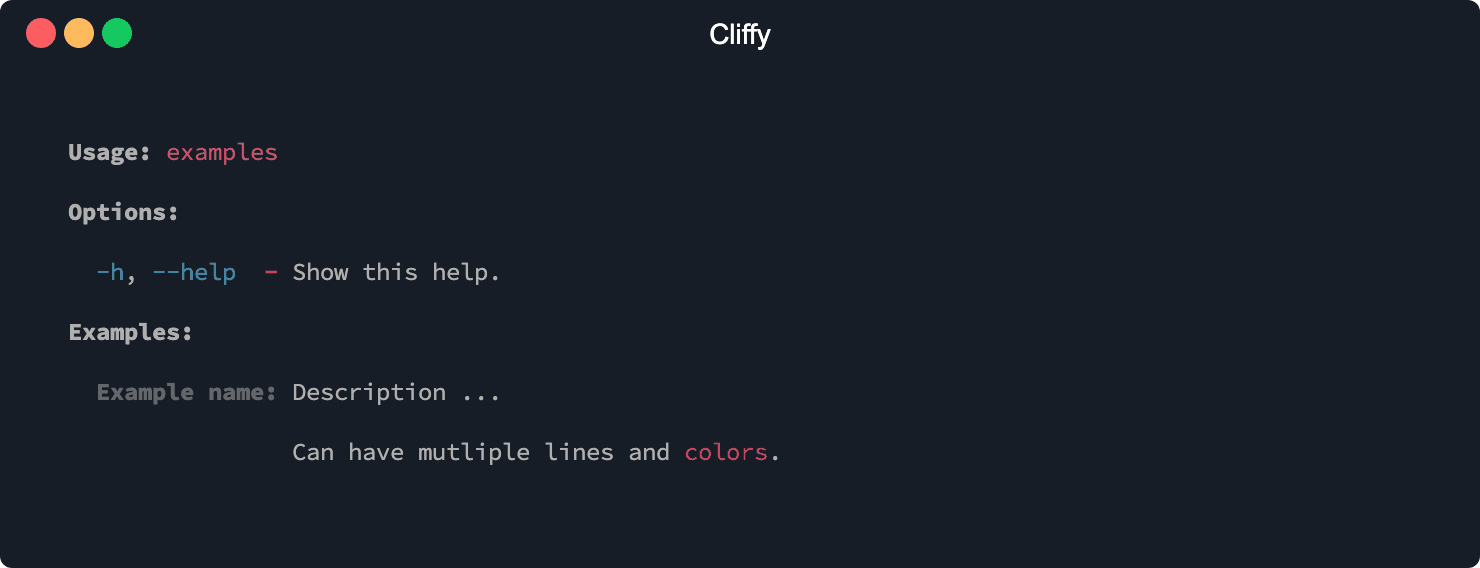 Cliffy
Usage: examples
Options:
-h, --help - Show this help.
Examples:
Example name: Description ...
Can have mutliple lines and colors.